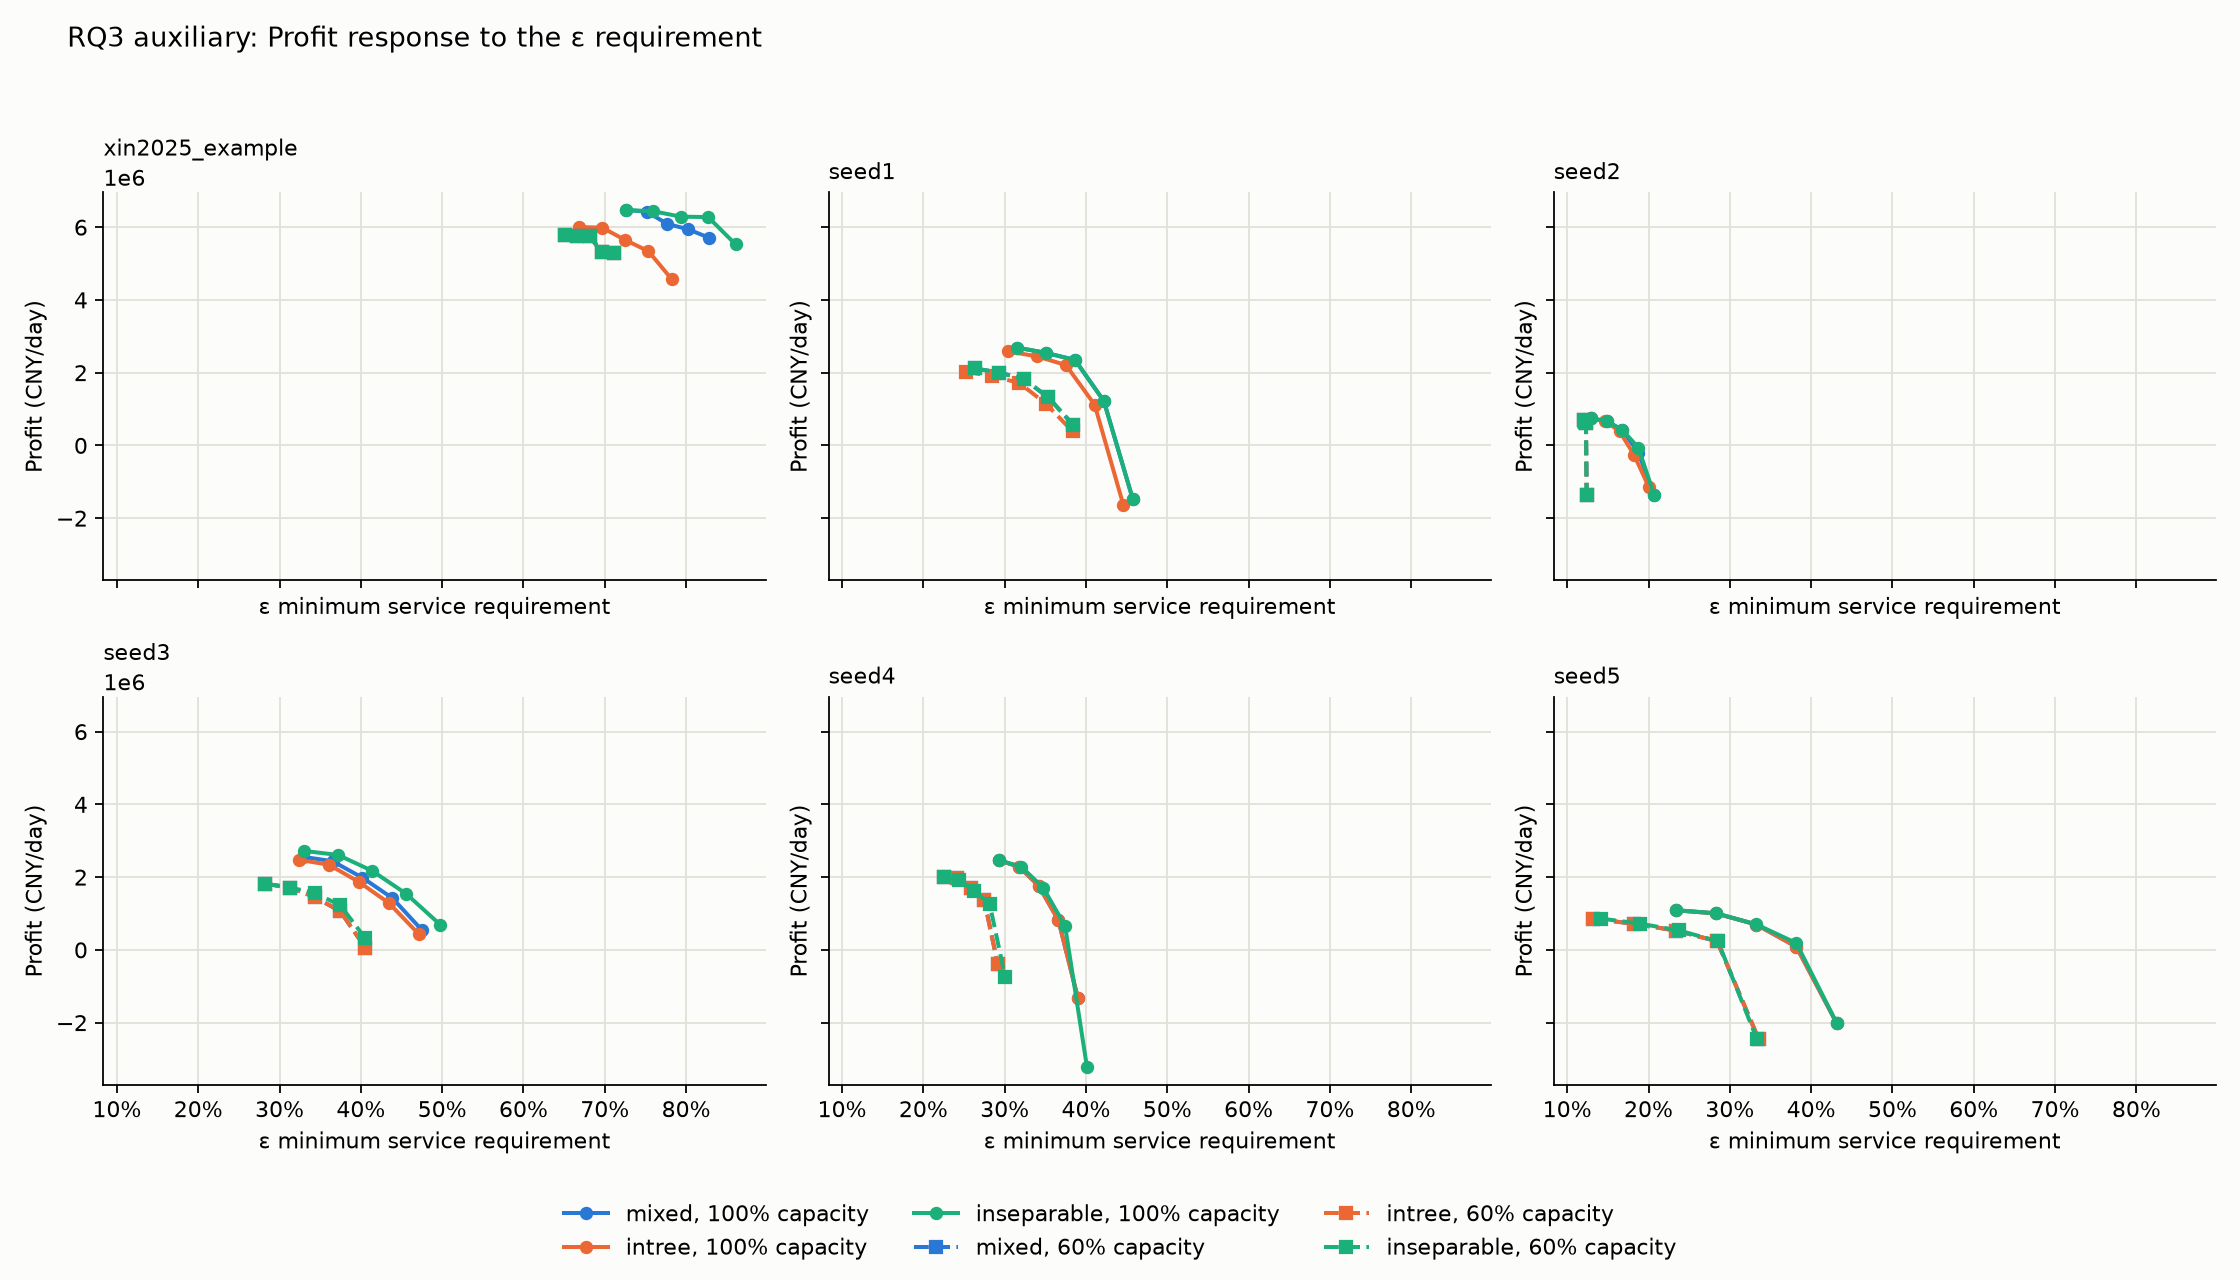 RQ3 auxiliary: Profit response to the ε requirement
xin2025_example
1e6
6
4
2
0
−2
Profit (CNY/day)
ε minimum service requirement
seed1
Profit (CNY/day)
ε minimum service requirement
seed2
Profit (CNY/day)
ε minimum service requirement
seed3
1e6
6
4
2
0
−2
Profit (CNY/day)
10% 20% 30% 40% 50% 60% 70% 80%
ε minimum service requirement
seed4
Profit (CNY/day)
10% 20% 30% 40% 50% 60% 70% 80%
ε minimum service requirement
seed5
Profit (CNY/day)
10% 20% 30% 40% 50% 60% 70% 80%
ε minimum service requirement
mixed, 100% capacity
inseparable, 100% capacity
intree, 60% capacity
intree, 100% capacity
mixed, 60% capacity
inseparable, 60% capacity